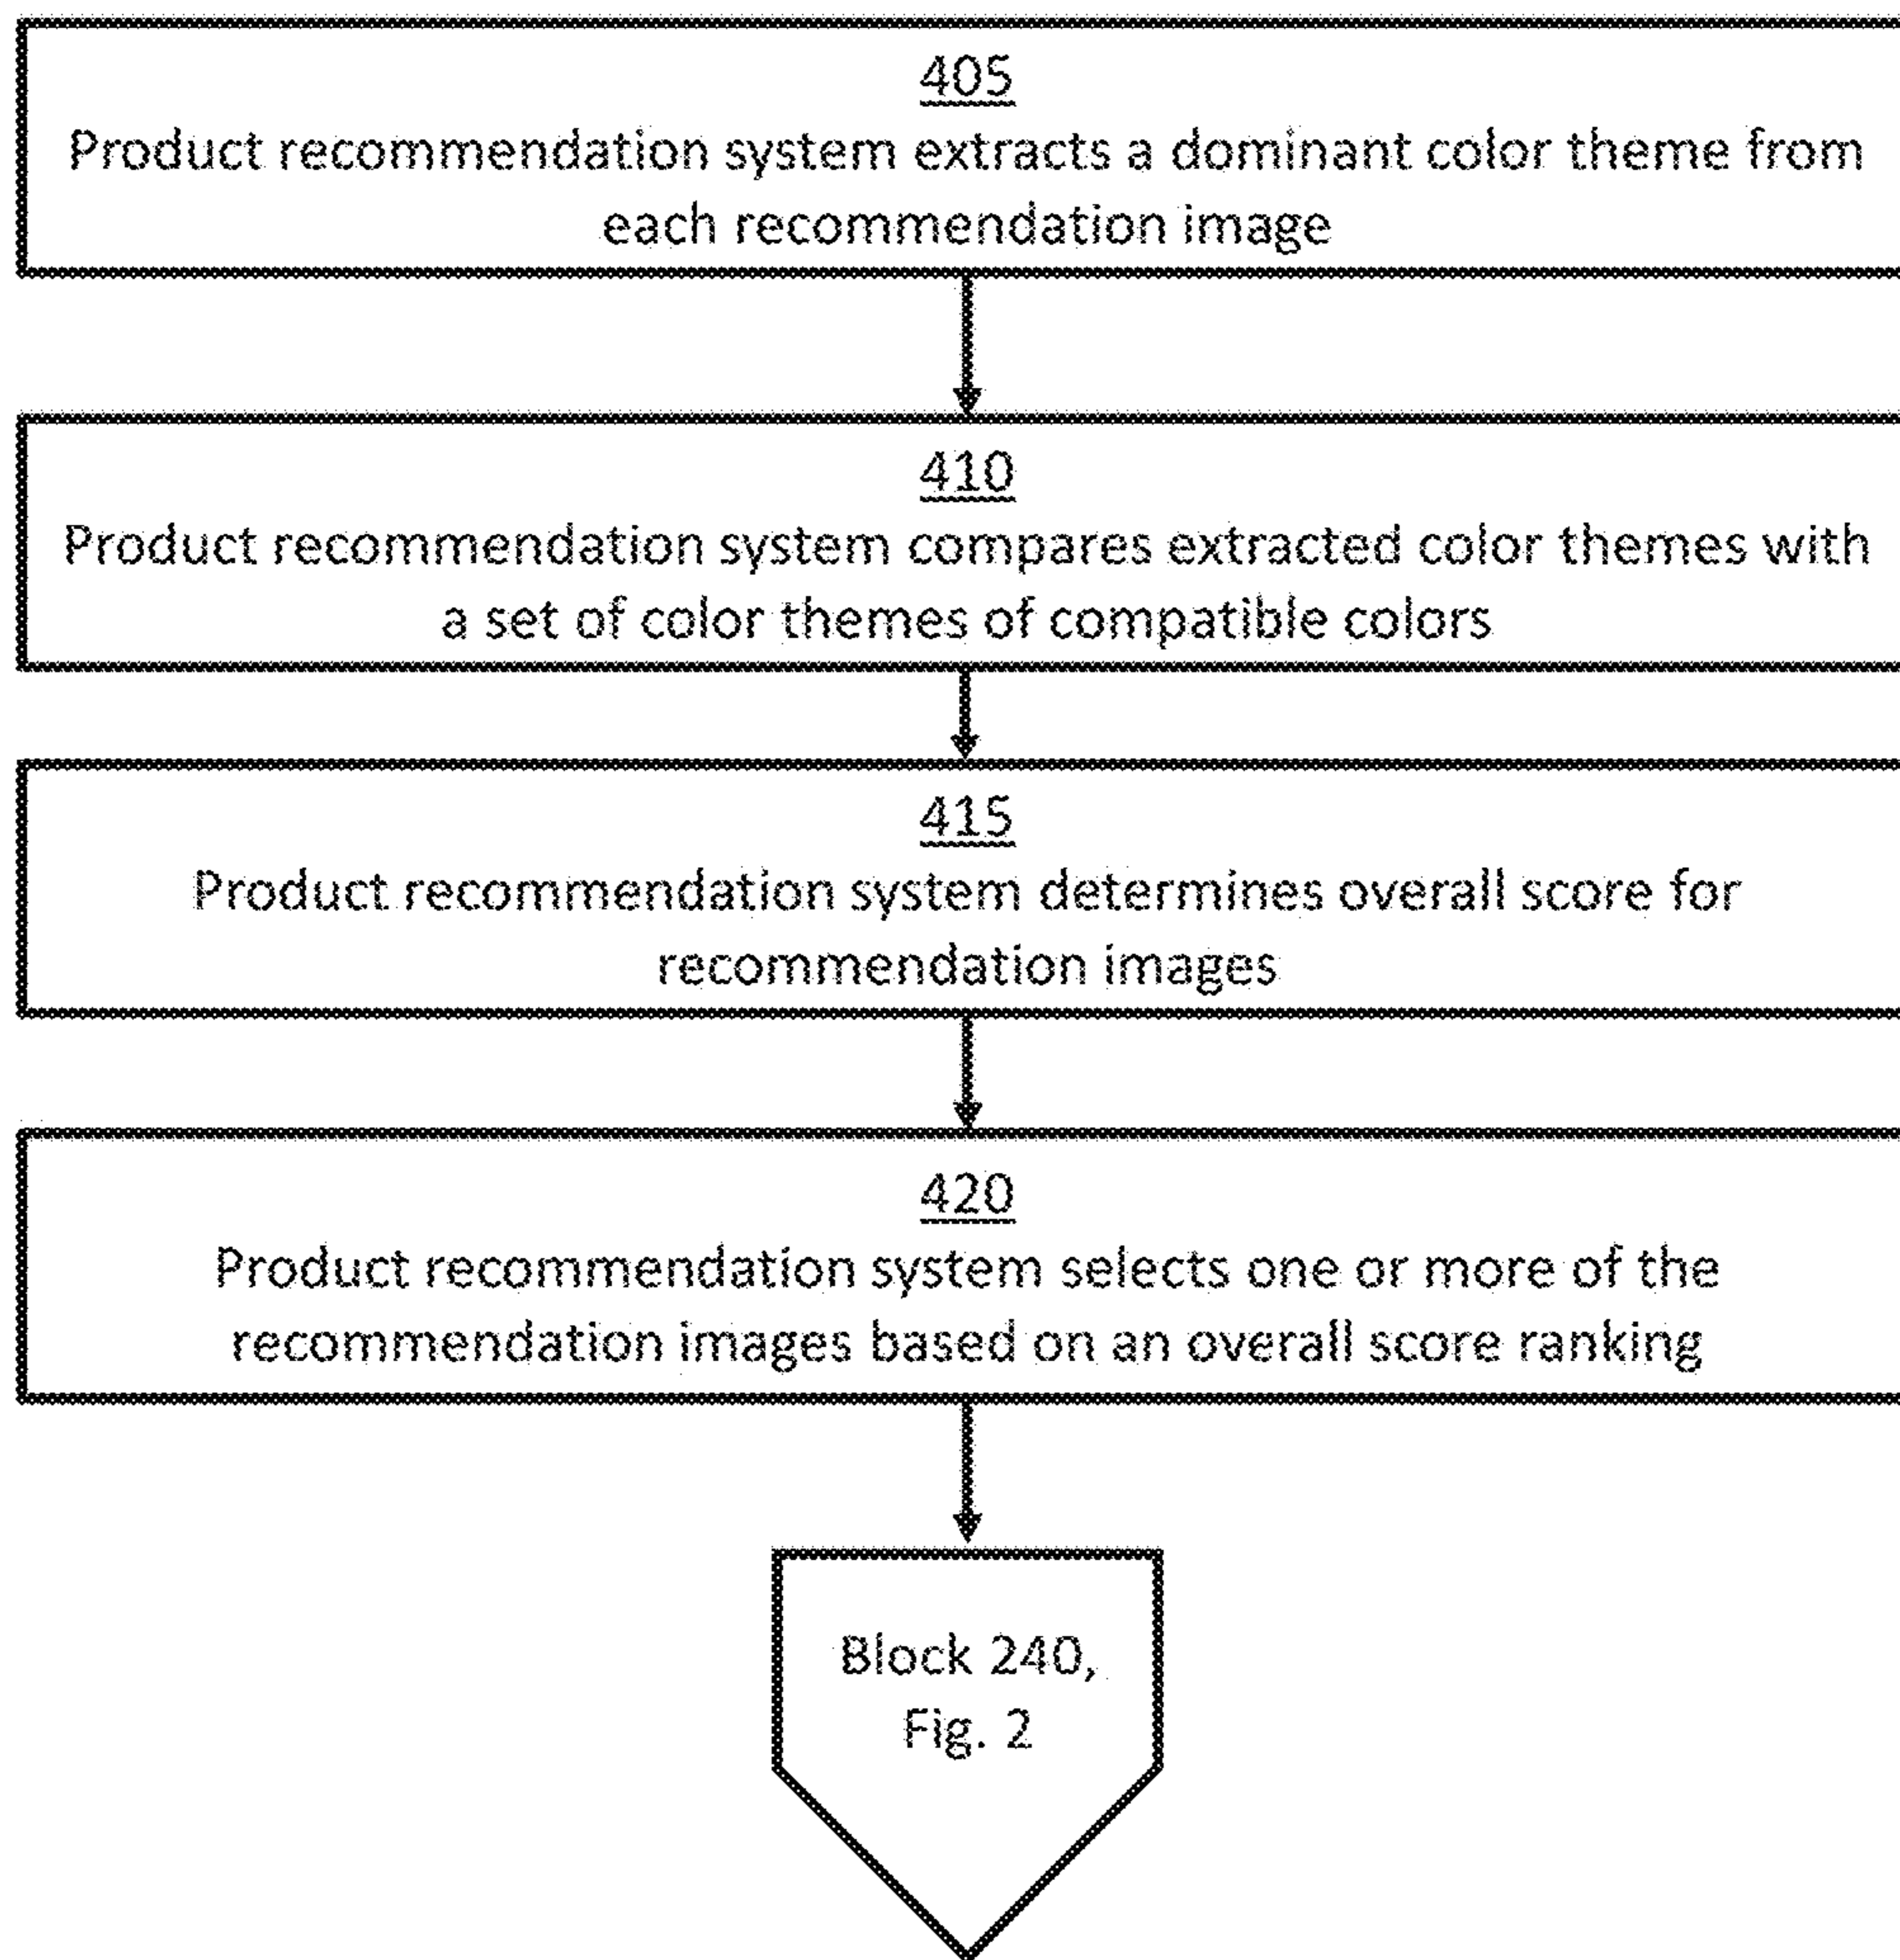 405
Product recommendation system extracts a dominant color theme from
each recommendation image
410
Product recommendation system compares extracted color themes with
a set of color themes of compatible colors
415
Product recommendation system determines overall score for
recommendation images
420
Product recommendation system selects one or more of the
recommendation images based on an overall score ranking
Block 240,
Fig. 2